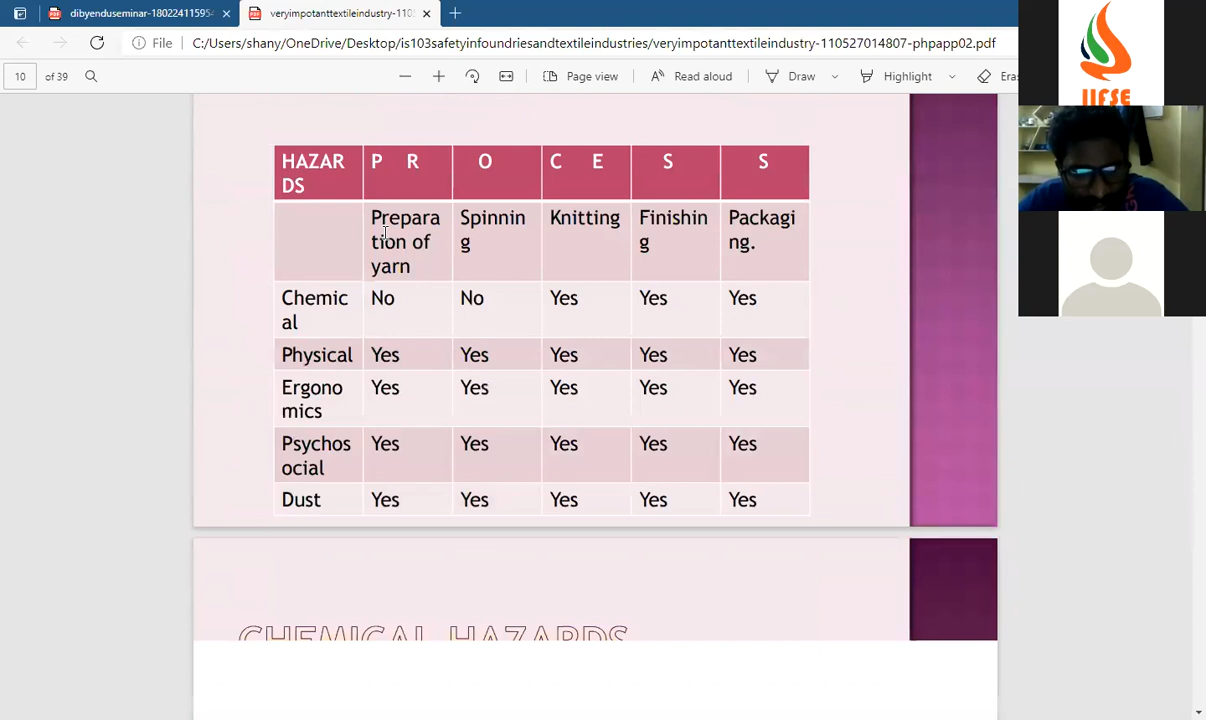 dibyenduseminar-18022411595
veryimpotanttextileindustry-1105
File
C:/Users/shany/OneDrive/Desktop/is103safetyinfoundriesandtextileindustries/veryimpotanttextileindustry-110527014807-phpapp02.pdf
10 of 39
Page view
Read aloud
Draw
Highlight
Eras
IIFSE
HAZAR P R O C E S S
DS
Prepara Spinnin Knitting Finishin Packagi
tion of g g ng.
yarn
Chemic No No Yes Yes Yes
al
Physical Yes Yes Yes Yes Yes
Ergono Yes Yes Yes Yes Yes
mics
Psychos Yes Yes Yes Yes Yes
ocial
Dust Yes Yes Yes Yes Yes
CHEMICAL HAZARDS